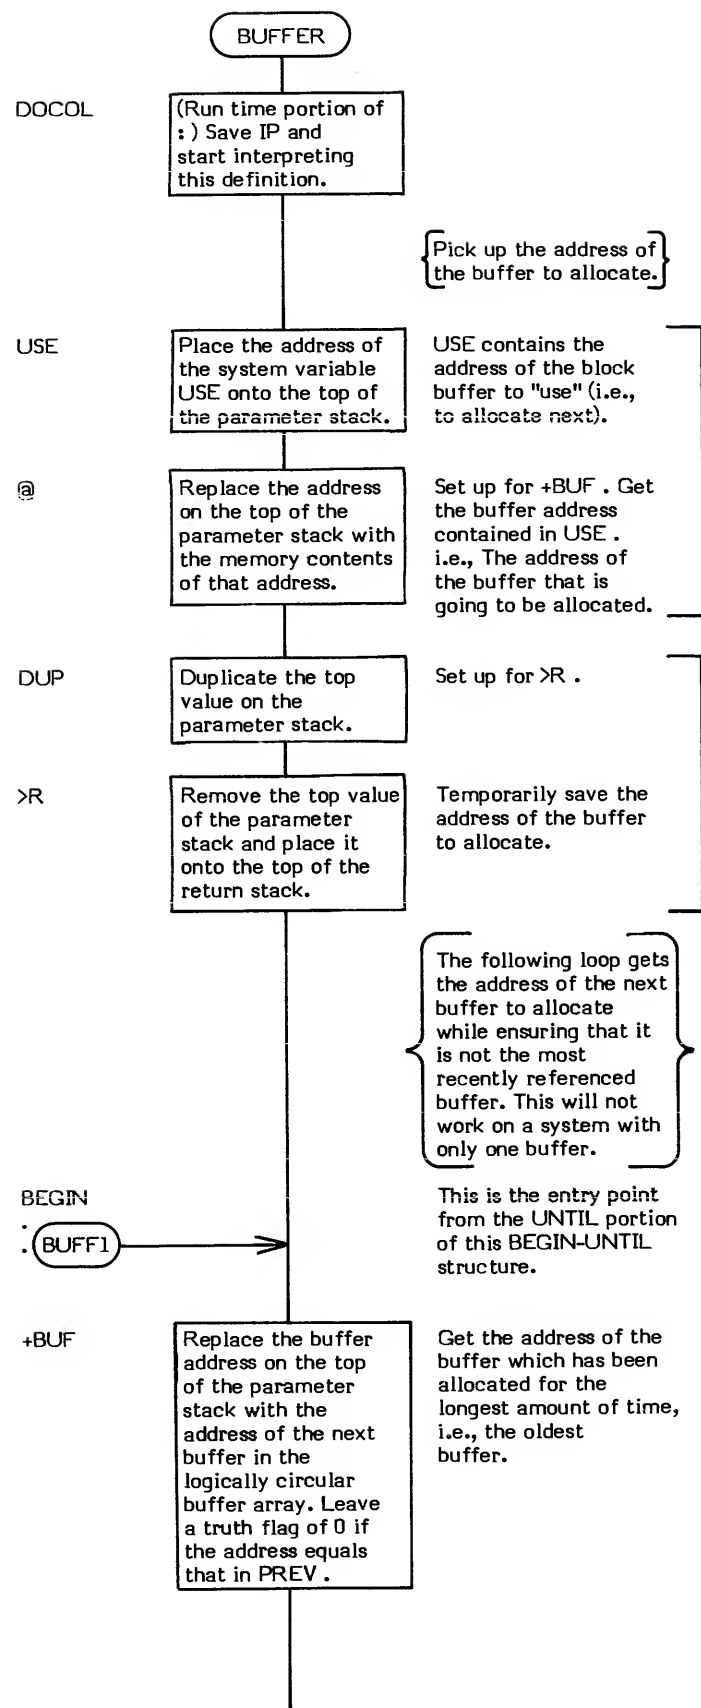 BUFFER
DOCOL
(Run time portion of
: ) Save IP and
start interpreting
this definition.
Pick up the address of
the buffer to allocate.
USE
Place the address of
the system variable
USE onto the top of
the parameter stack.
USE contains the
address of the block
buffer to "use" (i.e.,
to allocate next).
@
Replace the address
on the top of the
parameter stack with
the memory contents
of that address.
Set up for +BUF . Get
the buffer address
contained in USE .
i.e., The address of
the buffer that is
going to be allocated.
DUP
Duplicate the top
value on the
parameter stack.
Set up for >R .
>R
Remove the top value
of the parameter
stack and place it
onto the top of the
return stack.
Temporarily save the
address of the buffer
to allocate.
The following loop gets
the address of the next
buffer to allocate
while ensuring that it
is not the most
recently referenced
buffer. This will not
work on a system with
only one buffer.
BEGIN
: BUFF1
This is the entry point
from the UNTIL portion
of this BEGIN-UNTIL
structure.
+BUF
Replace the buffer
address on the top
of the parameter
stack with the
address of the next
buffer in the
logically circular
buffer array. Leave
a truth flag of 0 if
the address equals
that in PREV .
Get the address of the
buffer which has been
allocated for the
longest amount of time,
i.e., the oldest
buffer.